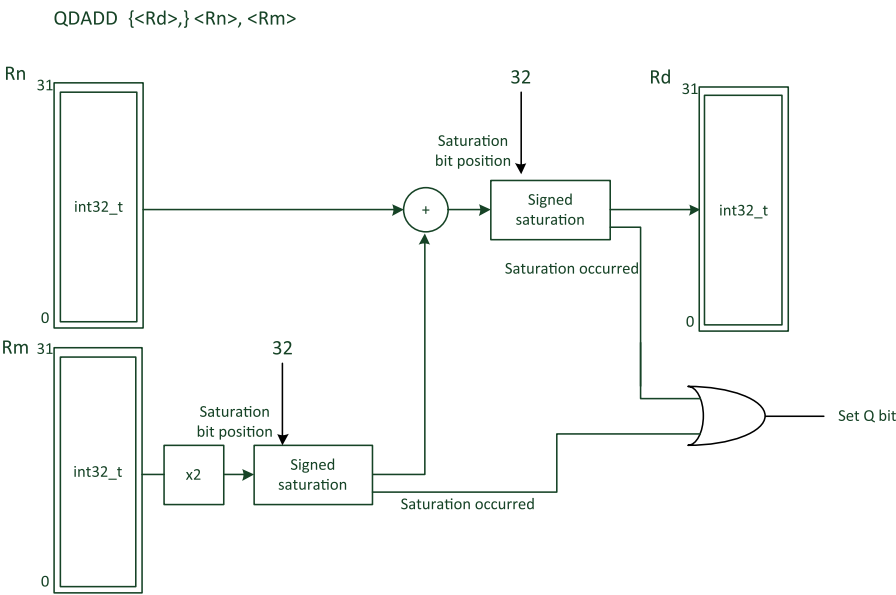 QDADD {<Rd>,} <Rn>, <Rm>
Rn
31
int32_t
0
32
Saturation
bit position
+
Signed
saturation
Saturation occurred
Rd
31
int32_t
0
Rm
31
int32_t
0
x2
32
Saturation
bit position
Signed
saturation
Saturation occurred
Set Q bit